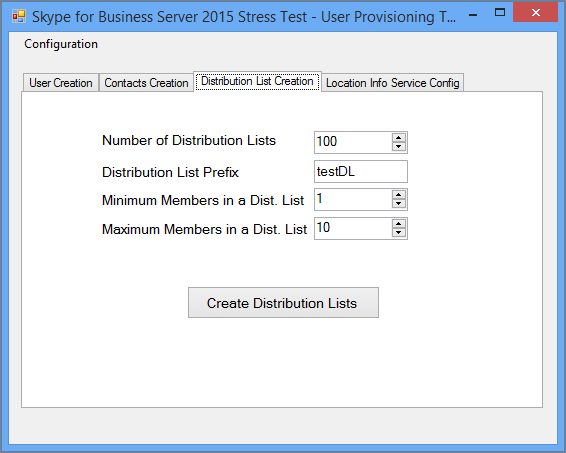 Skype for Business Server 2015 Stress Test - User Provisioning T...
Configuration
User Creation Contacts Creation Distribution List Creation Location Info Service Config
Number of Distribution Lists 100
Distribution List Prefix testDL
Minimum Members in a Dist. List 1
Maximum Members in a Dist. List 10
Create Distribution Lists